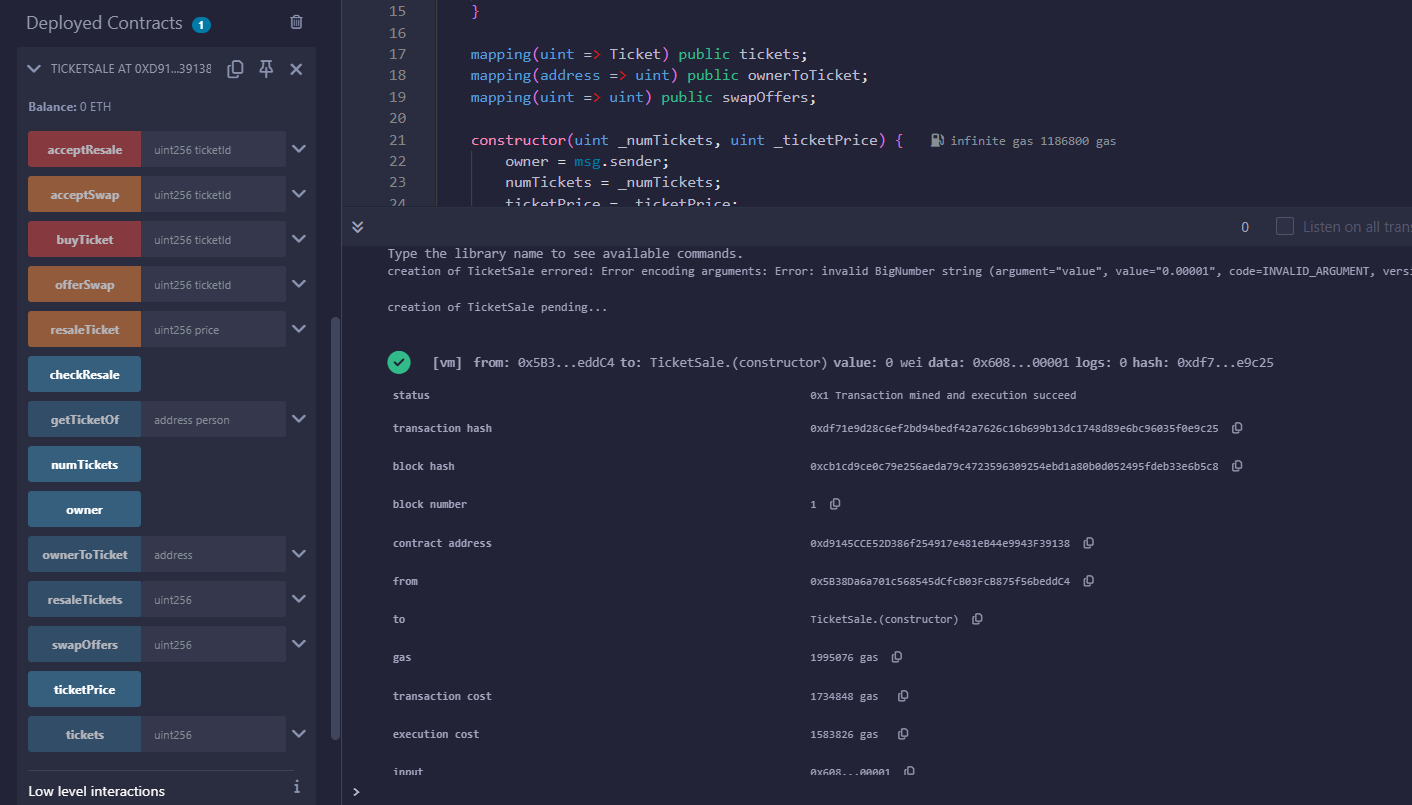 Deployed Contracts 1
TICKETSALE AT 0XD91...39138
Balance: 0 ETH
acceptResale uint256 ticketId
acceptSwap uint256 ticketId
buyTicket uint256 ticketId
offerSwap uint256 ticketId
resaleTicket uint256 price
checkResale
getTicketOf address person
numTickets
owner
ownerToTicket address
resaleTickets uint256
swapOffers uint256
ticketPrice
tickets uint256
Low level interactions i
15 }
16
17 mapping(uint => Ticket) public tickets;
18 mapping(address => uint) public ownerToTicket;
19 mapping(uint => uint) public swapOffers;
20
21 constructor(uint _numTickets, uint _ticketPrice) { infinite gas 1186800 gas
22 owner = msg.sender;
23 numTickets = _numTickets;
24 ticketPrice = _ticketPrice;
0 Listen on all trans
Type the library name to see available commands.
creation of TicketSale errored: Error encoding arguments: Error: invalid BigNumber string (argument="value", value="0.00001", code=INVALID_ARGUMENT, versi
creation of TicketSale pending...
[vm] from: 0x5B3...eddC4 to: TicketSale.(constructor) value: 0 wei data: 0x608...00001 logs: 0 hash: 0xdf7...e9c25
status 0x1 Transaction mined and execution succeed
transaction hash 0xdf71e9d28c6ef2bd94bedf42a7626c16b699b13dc1748d89e6bc96035f0e9c25
block hash 0xcb1cd9ce0c79e256aeda79c4723596309254ebd1a80b0d052495fdeb33e6b5c8
block number 1
contract address 0xd9145CCE52D386f254917e481eB44e9943F39138
from 0x5B38Da6a701c568545dCfcB03FcB875f56beddC4
to TicketSale.(constructor)
gas 1995076 gas
transaction cost 1734848 gas
execution cost 1583826 gas
input 0x608...00001
>